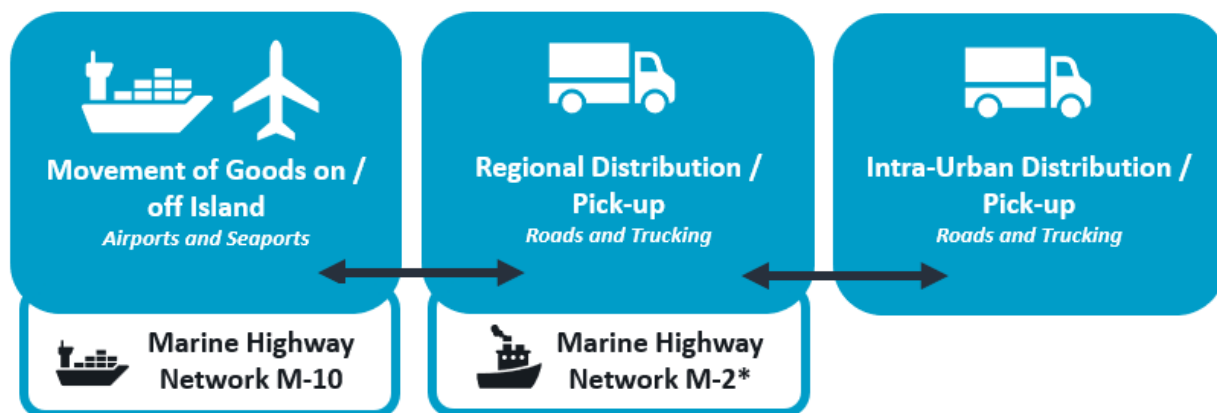 Movement of Goods on /
off Island
Airports and Seaports
Marine Highway
Network M-10
Regional Distribution /
Pick-up
Roads and Trucking
Marine Highway
Network M-2*
Intra-Urban Distribution /
Pick-up
Roads and Trucking